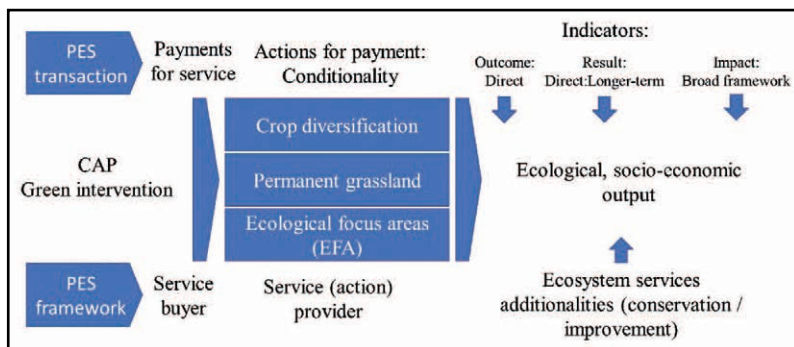 PES
transaction
Payments
for service
Actions for payment:
Conditionality
Indicators:
Outcome:
Direct
Result:
Direct:Longer-term
Impact:
Broad framework
CAP
Green intervention
Crop diversification
Permanent grassland
Ecological focus areas
(EFA)
Ecological, socio-economic
output
PES
framework
Service
buyer
Service (action)
provider
Ecosystem services
additionalities (conservation /
improvement)